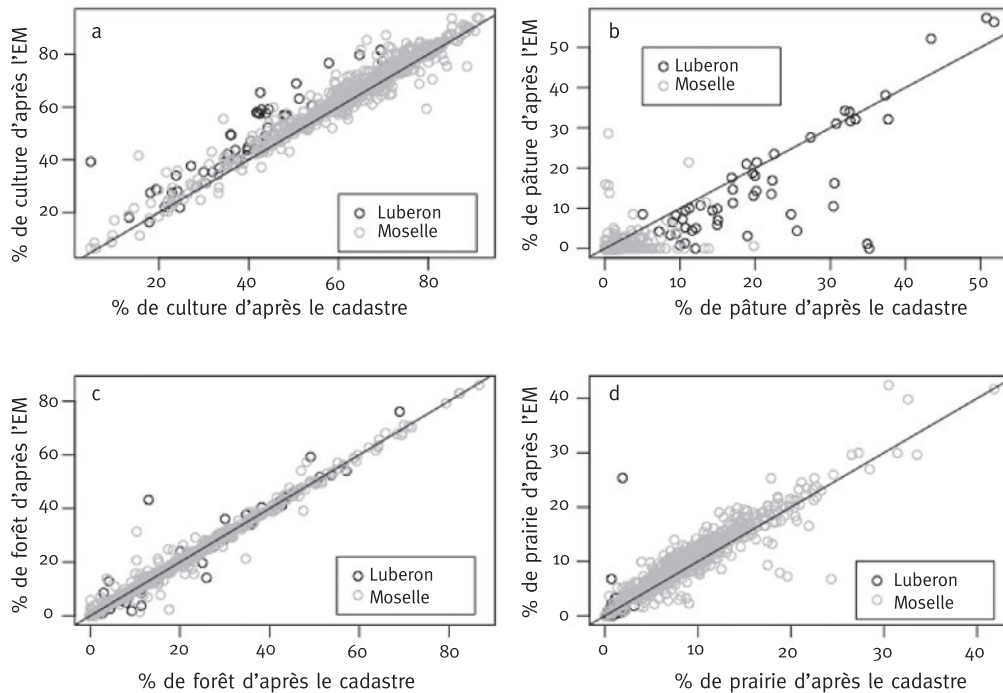 a
% de culture d'après l'EM
80
60
40
20
20
40
60
80
% de culture d'après le cadastre
Luberon
Moselle
b
% de pâture d'après l'EM
50
40
30
20
10
0
0
10
20
30
40
50
% de pâture d'après le cadastre
Luberon
Moselle
c
% de forêt d'après l'EM
80
60
40
20
0
0
20
40
60
80
% de forêt d'après le cadastre
Luberon
Moselle
d
% de prairie d'après l'EM
40
30
20
10
0
0
10
20
30
40
% de prairie d'après le cadastre
Luberon
Moselle